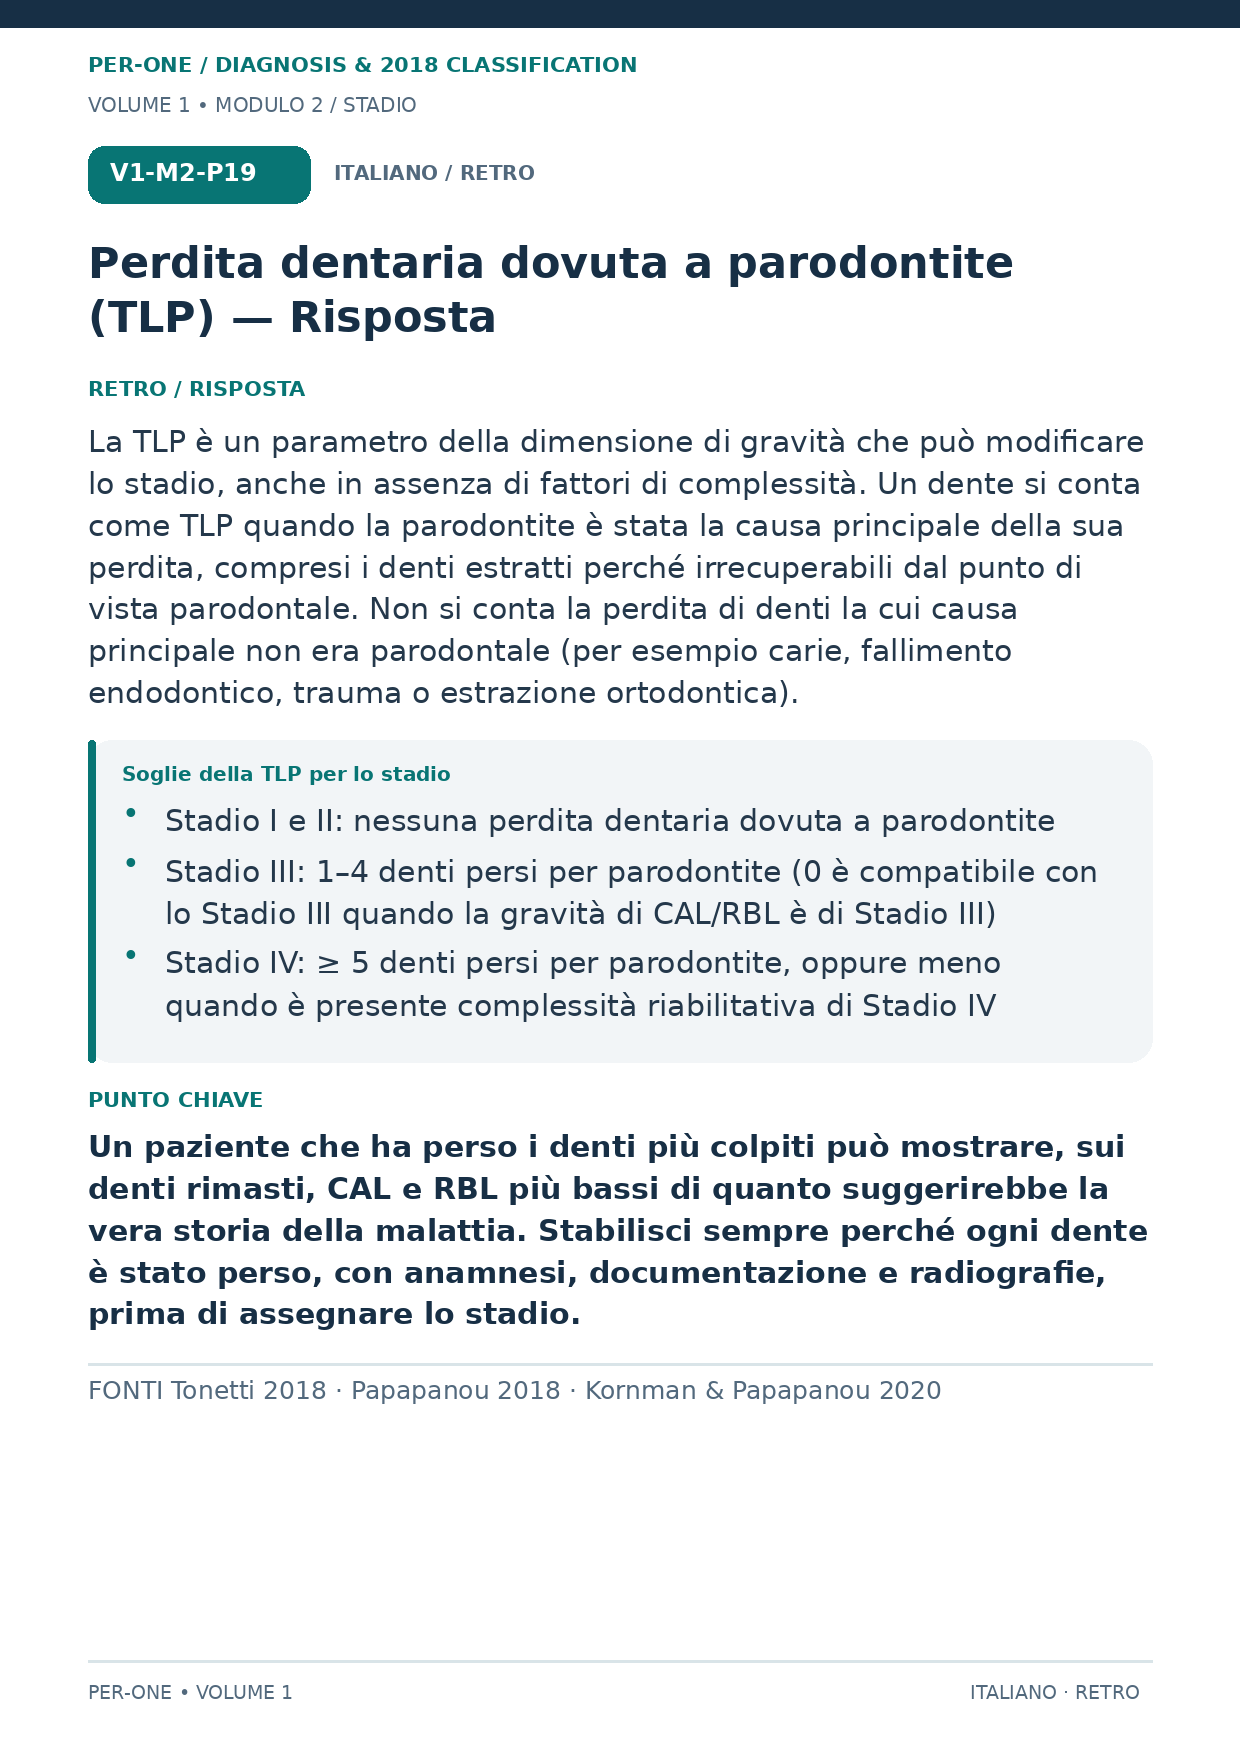 PER-ONE / DIAGNOSIS & 2018 CLASSIFICATION
VOLUME 1 • MODULO 2 / STADIO
V1-M2-P19
ITALIANO / RETRO
Perdita dentaria dovuta a parodontite
(TLP) — Risposta
RETRO / RISPOSTA
La TLP è un parametro della dimensione di gravità che può modificare
lo stadio, anche in assenza di fattori di complessità. Un dente si conta
come TLP quando la parodontite è stata la causa principale della sua
perdita, compresi i denti estratti perché irrecuperabili dal punto di
vista parodontale. Non si conta la perdita di denti la cui causa
principale non era parodontale (per esempio carie, fallimento
endodontico, trauma o estrazione ortodontica).
Soglie della TLP per lo stadio
• Stadio I e II: nessuna perdita dentaria dovuta a parodontite
• Stadio III: 1–4 denti persi per parodontite (0 è compatibile con
lo Stadio III quando la gravità di CAL/RBL è di Stadio III)
• Stadio IV: ≥ 5 denti persi per parodontite, oppure meno
quando è presente complessità riabilitativa di Stadio IV
PUNTO CHIAVE
Un paziente che ha perso i denti più colpiti può mostrare, sui
denti rimasti, CAL e RBL più bassi di quanto suggerirebbe la
vera storia della malattia. Stabilisci sempre perché ogni dente
è stato perso, con anamnesi, documentazione e radiografie,
prima di assegnare lo stadio.
FONTI Tonetti 2018 · Papapanou 2018 · Kornman & Papapanou 2020
PER-ONE • VOLUME 1
ITALIANO · RETRO